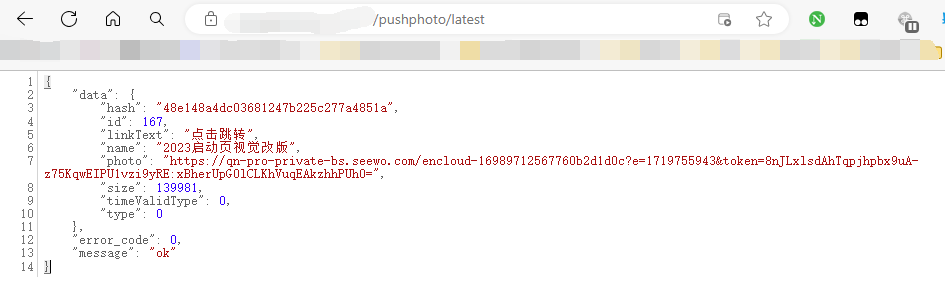 /pushphoto/latest
N
1 {
2 "data": {
3 "hash": "48e148a4dc03681247b225c277a4851a",
4 "id": 167,
5 "linkText": "点击跳转",
6 "name": "2023启动页视觉改版",
7 "photo": "https://qn-pro-private-bs.seewo.com/encloud-16989712567760b2d1d0c?e=1719755943&token=8nJLxlsdAhTqpjhpbx9uA-
z75KqwEIPU1vzi9yRE:xBherUpGOlCLKhVuqEAkzhhPUh0=",
8 "size": 139981,
9 "timeValidType": 0,
10 "type": 0
11 },
12 "error_code": 0,
13 "message": "ok"
14 }